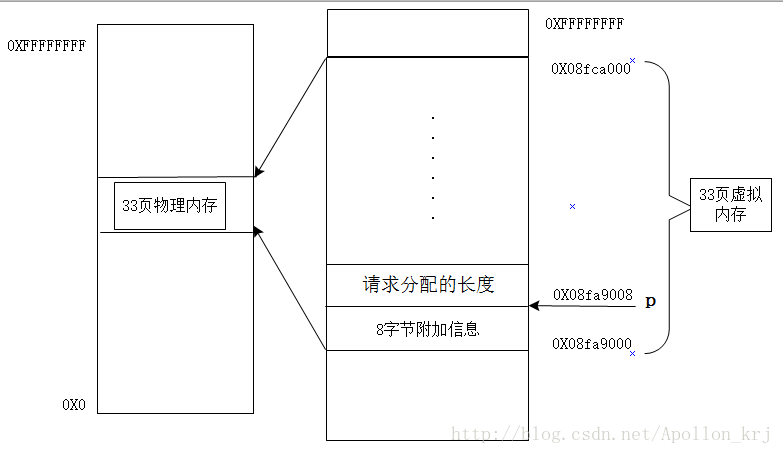 0XFFFFFFFF
0XFFFFFFFF
0X08fca000
33页物理内存
33页虚拟
内存
请求分配的长度
0X08fa9008
p
8字节附加信息
0X08fa9000
0X0
http://blog.csdn.net/Apollon_krj